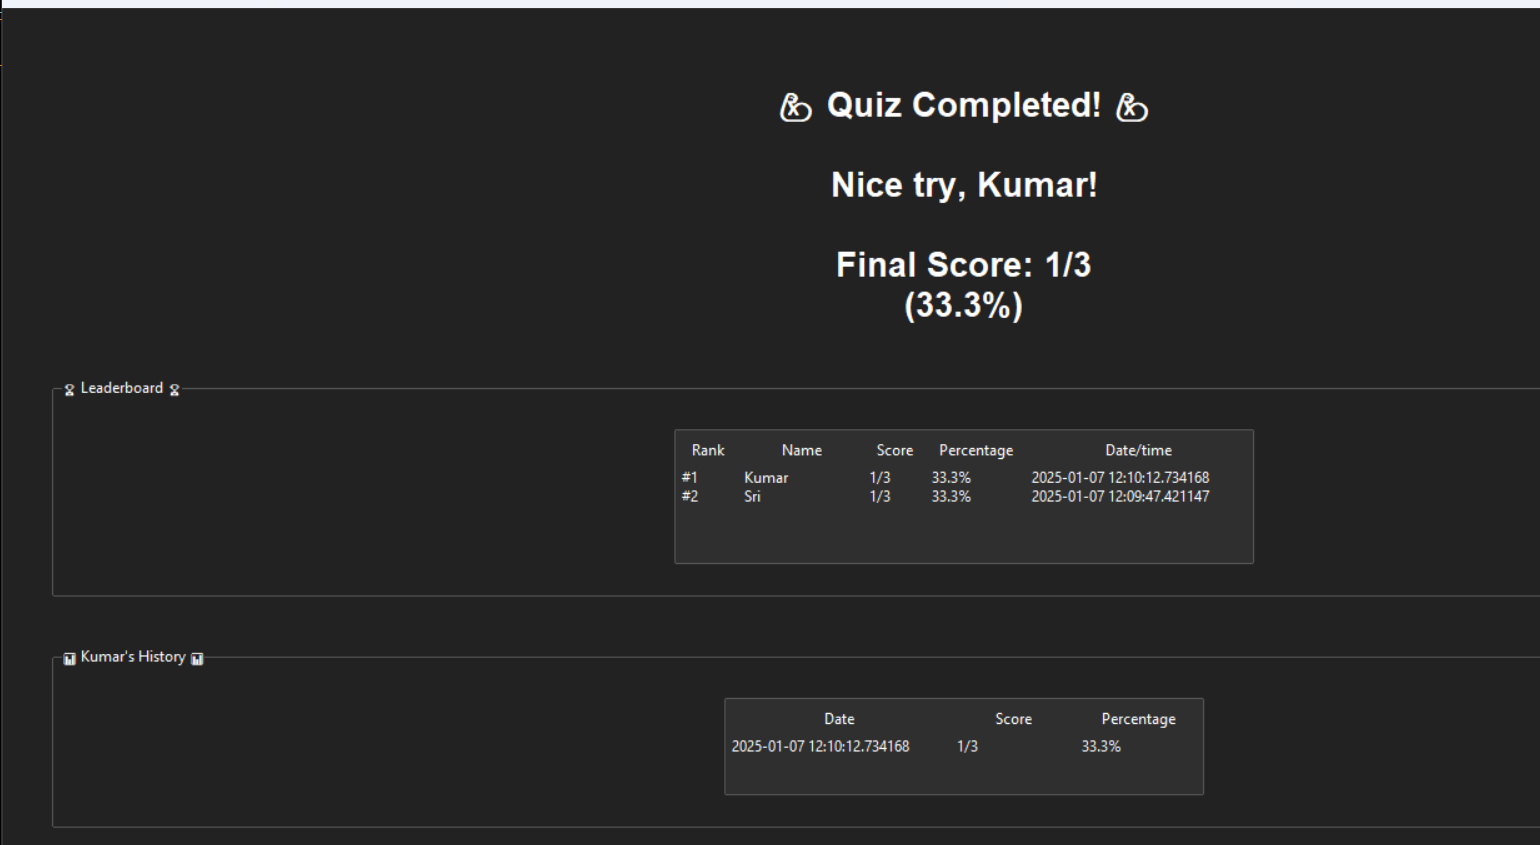 💪 Quiz Completed! 💪
Nice try, Kumar!
Final Score: 1/3
(33.3%)
🏆 Leaderboard 🏆
Rank Name Score Percentage Date/time
#1 Kumar 1/3 33.3% 2025-01-07 12:10:12.734168
#2 Sri 1/3 33.3% 2025-01-07 12:09:47.421147
📊 Kumar's History 📊
Date Score Percentage
2025-01-07 12:10:12.734168 1/3 33.3%